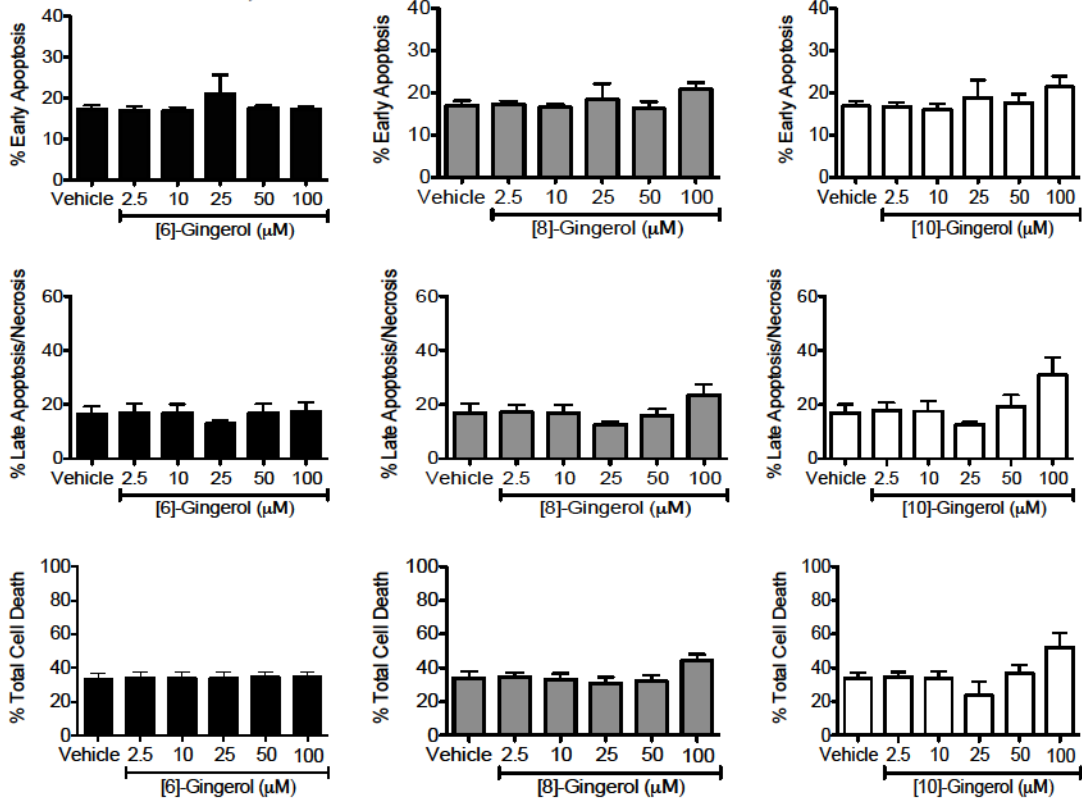 % Early Apoptosis
40
30
20
10
0
Vehicle 2.5 10 25 50 100
[6]-Gingerol (μM)
% Early Apoptosis
40
30
20
10
0
Vehicle 2.5 10 25 50 100
[8]-Gingerol (μM)
% Early Apoptosis
40
30
20
10
0
Vehicle 2.5 10 25 50 100
[10]-Gingerol (μM)
% Late Apoptosis/Necrosis
60
40
20
0
Vehicle 2.5 10 25 50 100
[6]-Gingerol (μM)
% Late Apoptosis/Necrosis
60
40
20
0
Vehicle 2.5 10 25 50 100
[8]-Gingerol (μM)
% Late Apoptosis/Necrosis
60
40
20
0
Vehicle 2.5 10 25 50 100
[10]-Gingerol (μM)
% Total Cell Death
100
80
60
40
20
0
Vehicle 2.5 10 25 50 100
[6]-Gingerol (μM)
% Total Cell Death
100
80
60
40
20
0
Vehicle 2.5 10 25 50 100
[8]-Gingerol (μM)
% Total Cell Death
100
80
60
40
20
0
Vehicle 2.5 10 25 50 100
[10]-Gingerol (μM)